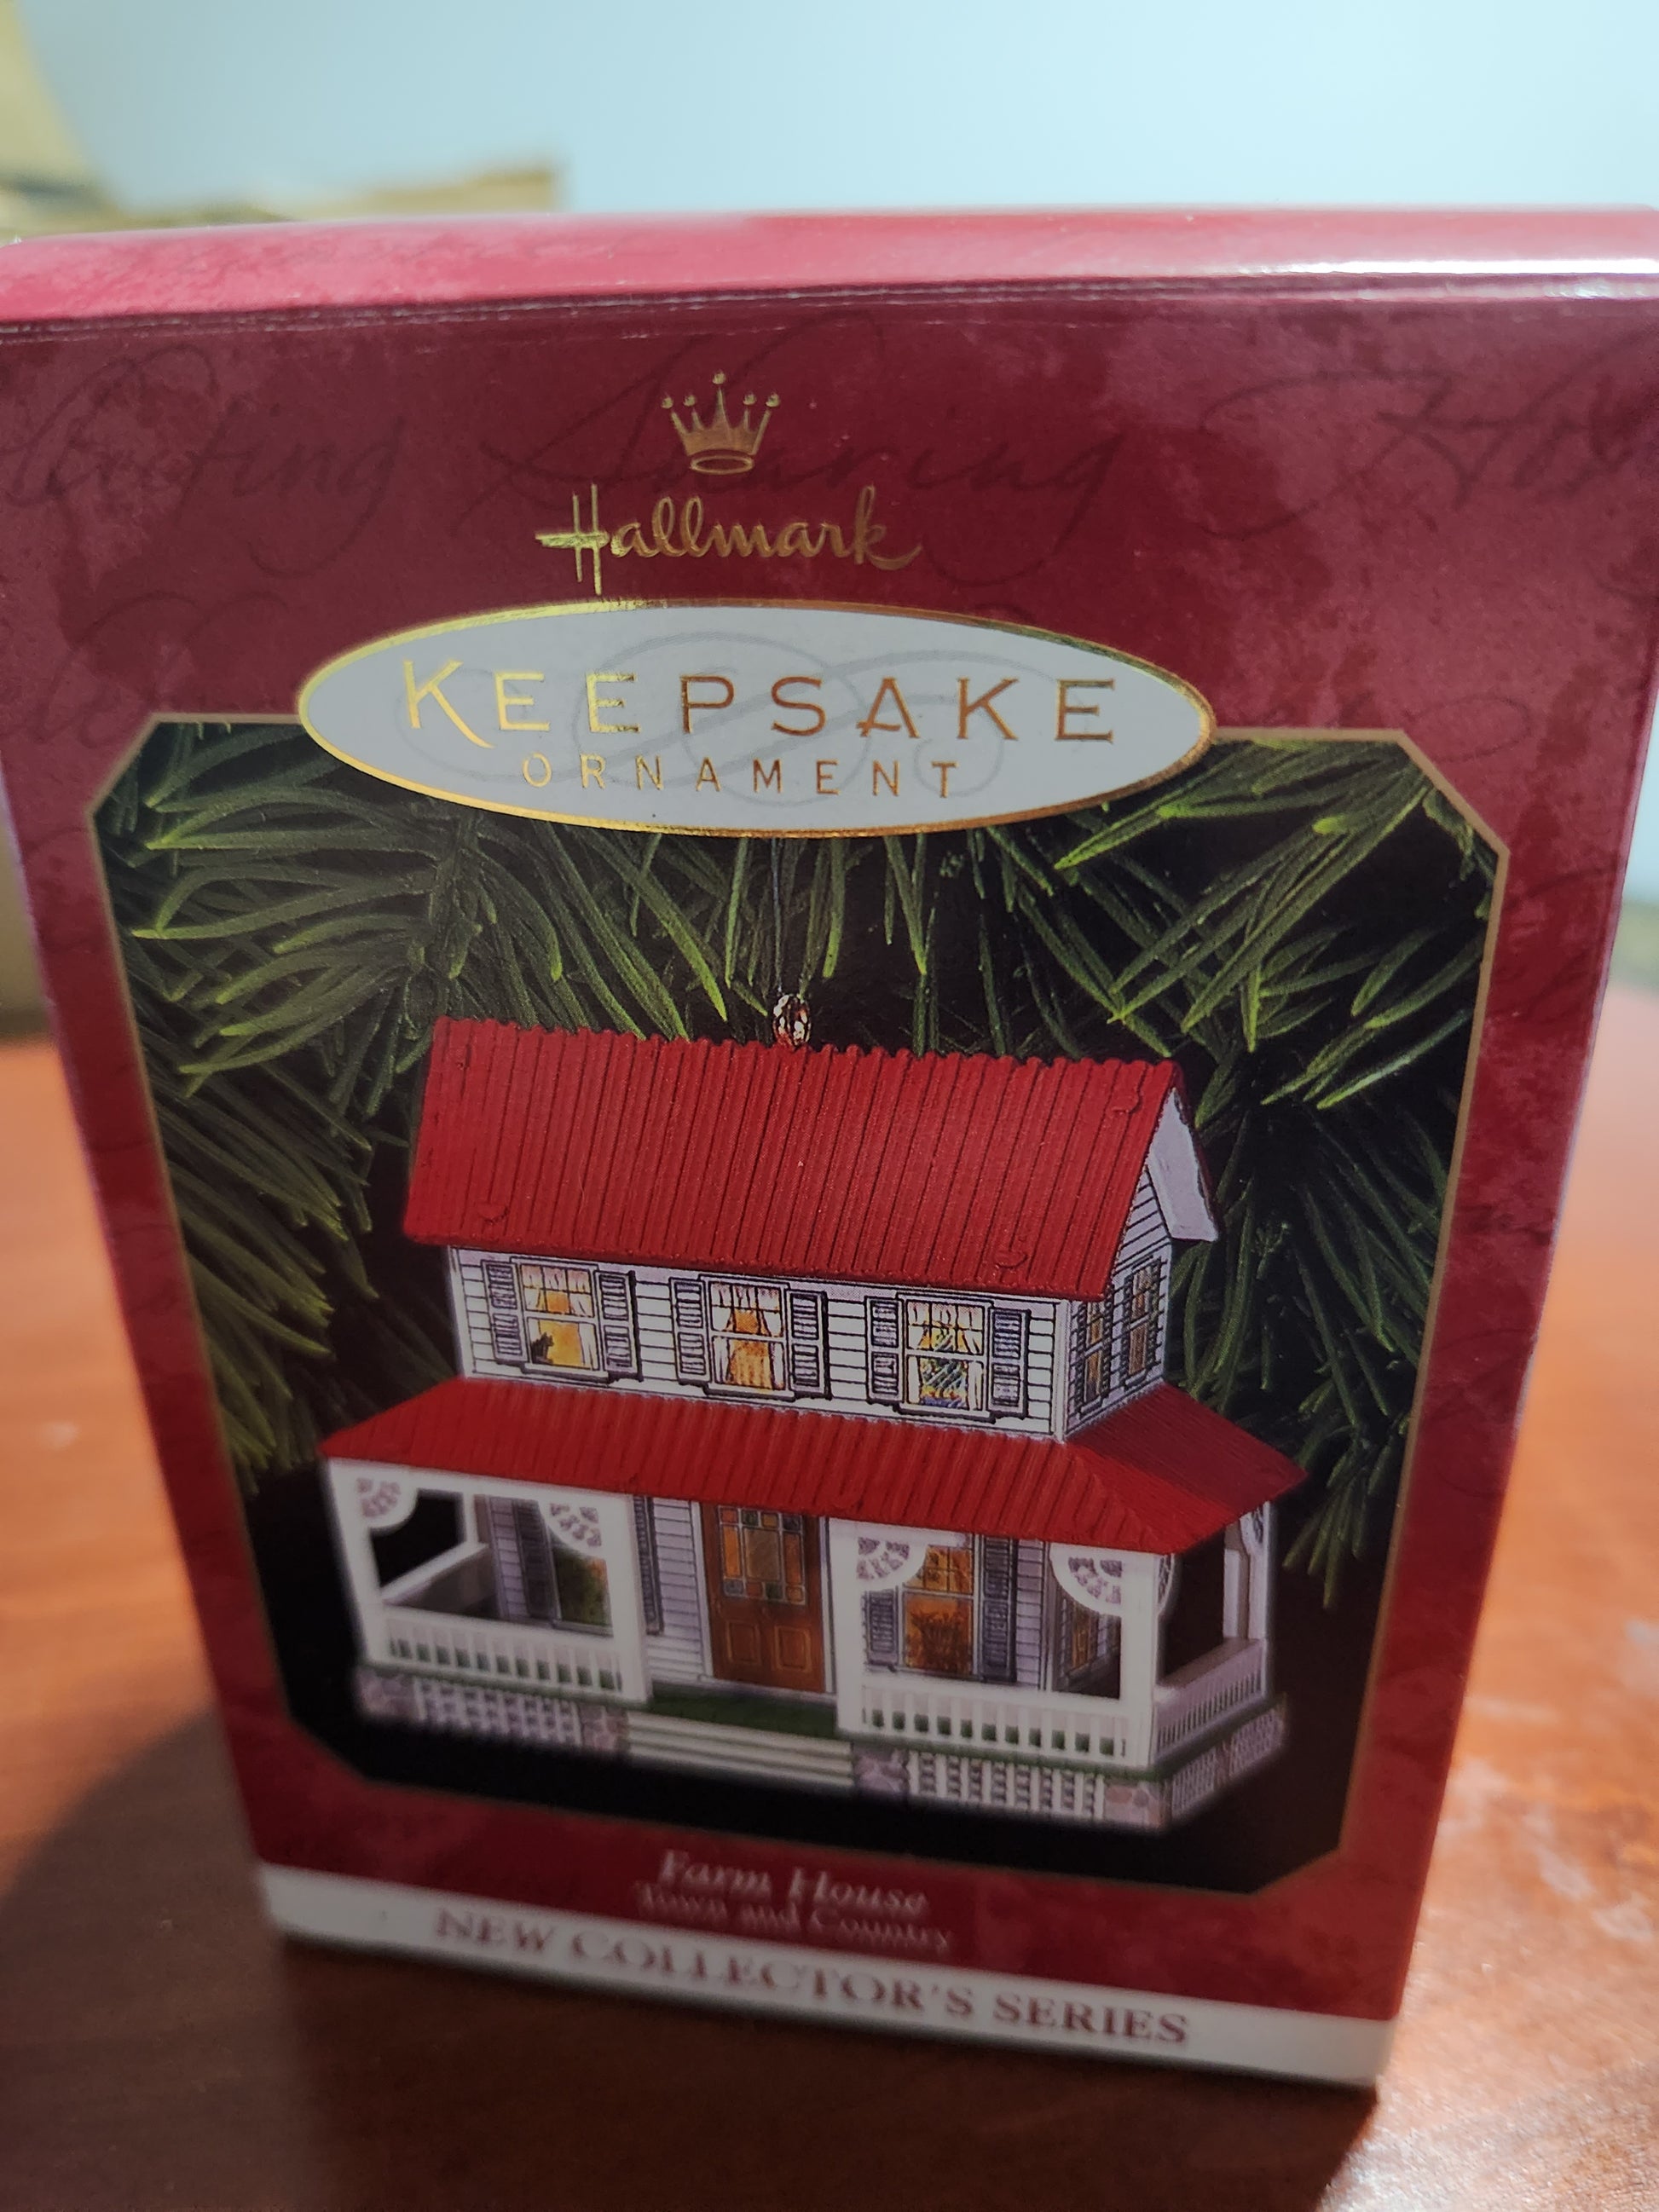 Hallmark
KEEPSAKE
ORNAMENT
Farm House
Town and Country
NEW COLLECTOR'S SERIES